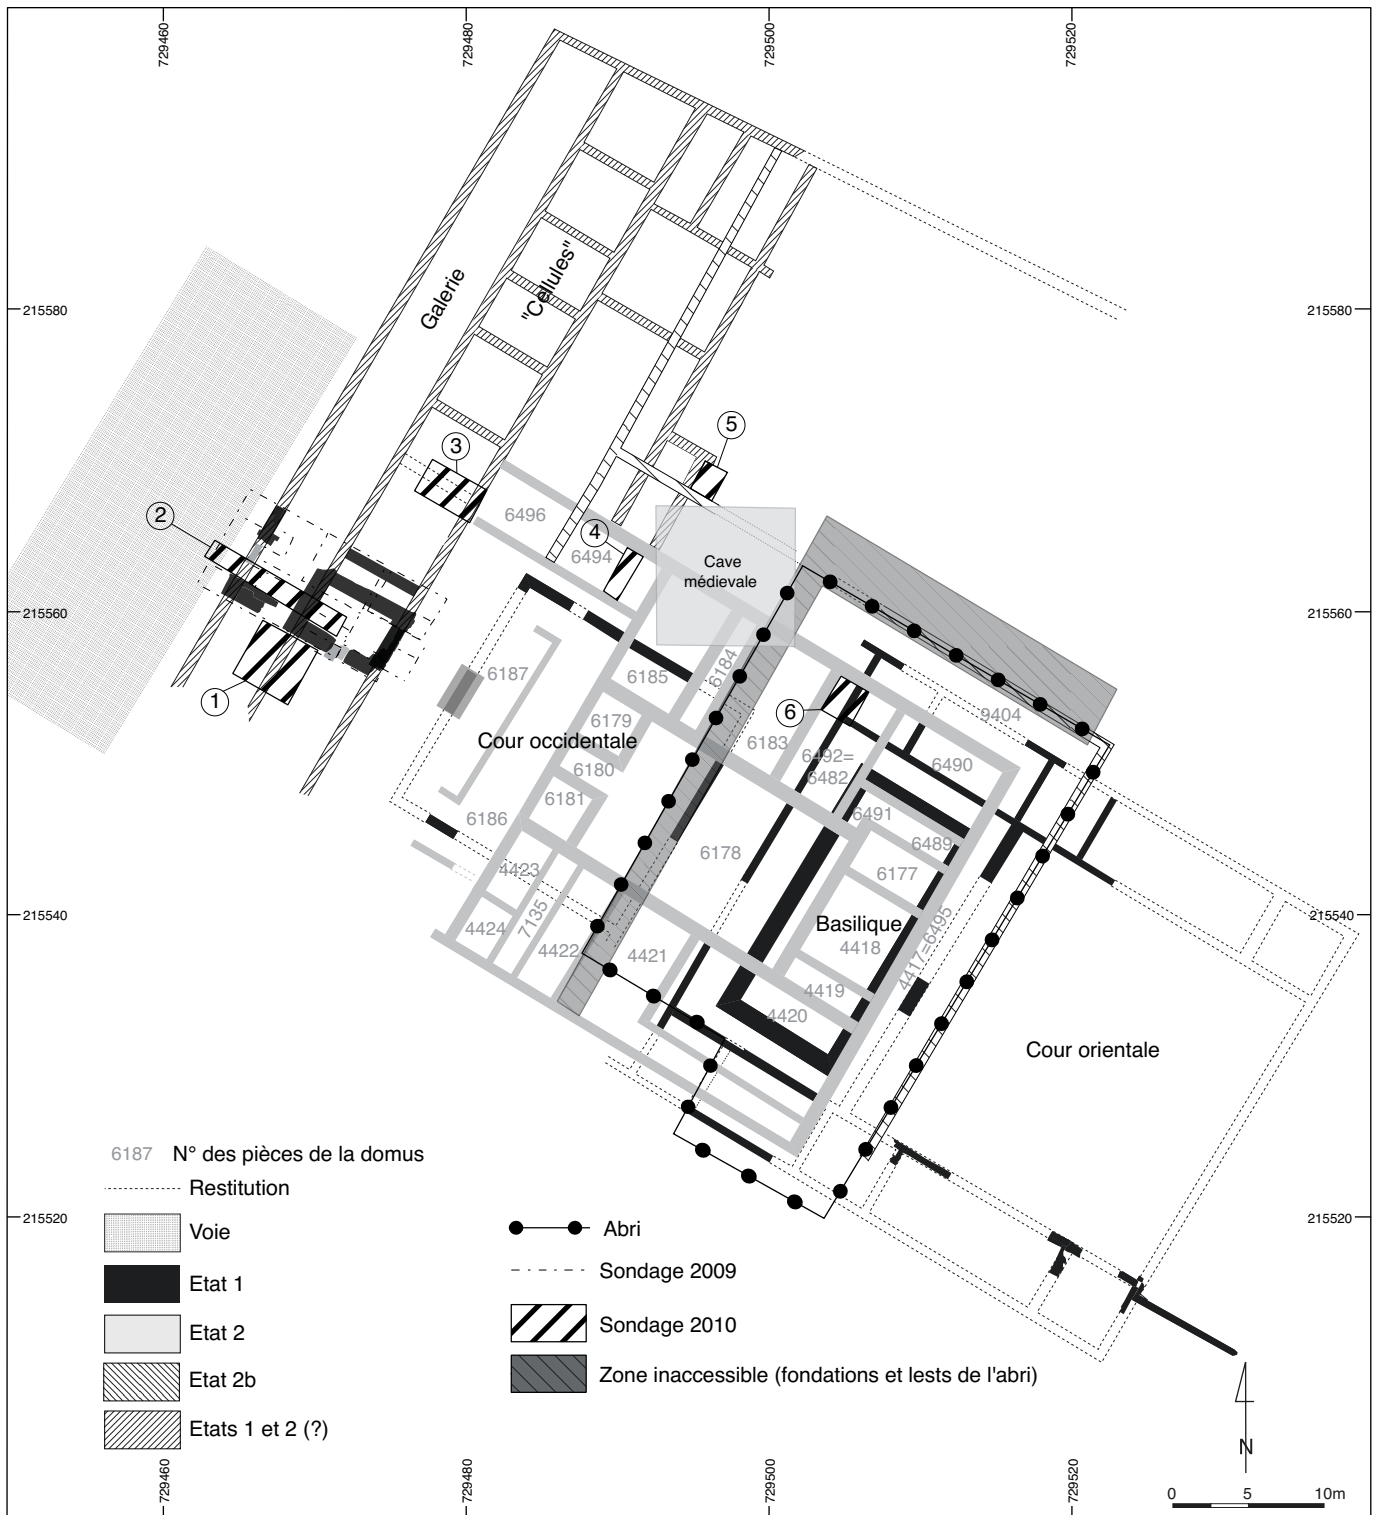 729460
729480
729500
729520
Galerie
"Cellules"
215580
215580
5
3
2
4
1
6
6496
6494
Cave
médievale
215560
215560
6187
6185
6184
6179
Cour occidentale
6180
6181
6186
6183
6492=
6482
9404
6490
6491
6489
6178
6177
4423
7135
4424
4422
4421
Basilique
4418
4417=6495
4419
4420
215540
215540
Cour orientale
6187 N° des pièces de la domus
Restitution
Voie
Etat 1
Etat 2
Etat 2b
Etats 1 et 2 (?)
Abri
Sondage 2009
Sondage 2010
Zone inaccessible (fondations et lests de l'abri)
215520
215520
N
0 5 10m
729460
729480
729500
729520